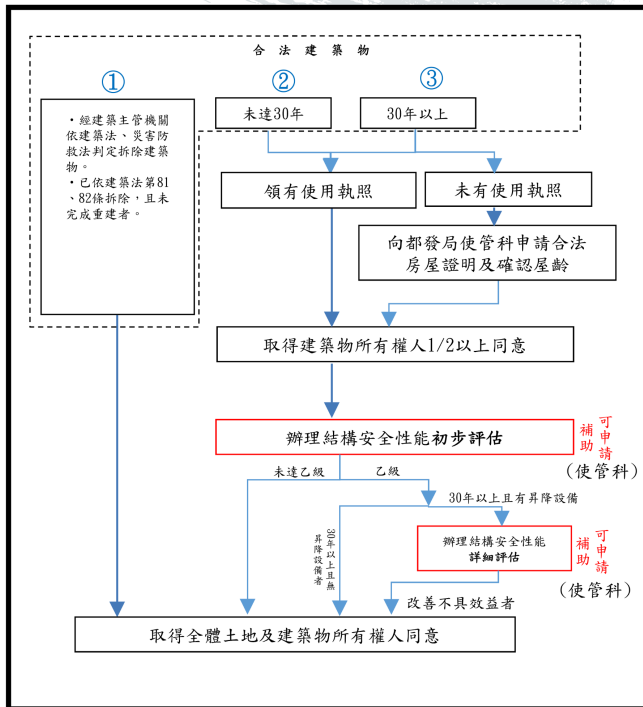 合法建築物
①
②
③
・經建築主管機關
依建築法、災害防
救法判定拆除建築
物。
・已依建築法第81
、82條拆除，且未
完成重建者。
未達30年
30年以上
領有使用執照
未有使用執照
向都發局使管科申請合法
房屋證明及確認屋齡
取得建築物所有權人1/2以上同意
辦理結構安全性能初步評估
可申請
補助
(使管科)
未達乙級
乙級
30年以上且有昇降設備
30年以上且無
昇降設備者
辦理結構安全性能
詳細評估
可申請
補助
(使管科)
改善不具效益者
取得全體土地及建築物所有權人同意